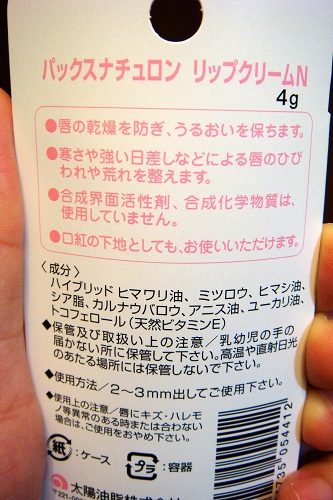 パックスナチュロン リップクリームN
4g
●唇の乾燥を防ぎ、うるおいを保ちます。
●寒さや強い日差しなどによる唇のひび
われや荒れを整えます。
●合成界面活性剤、合成化学物質は、
使用していません。
●口紅の下地としても、お使いいただけます。
〈成分〉
ハイブリッド ヒマワリ油、ミツロウ、ヒマシ油、
シア脂、カルナウバロウ、アニス油、ユーカリ油、
トコフェロール(天然ビタミンE)
◆保管及び取扱い上の注意/乳幼児の手の
届かない所に保管して下さい。高温や直射日光
のあたる場所には保管しないで下さい。
◆使用方法/2～3mm出してご使用下さい。
◆使用上の注意/唇にキズ・ハレモ
ノ等異常のある時または合わない
場合は、ご使用をおやめ下さい。
紙:ケース
プラ:容器
太陽油脂株式会社
〒221-00
35054412